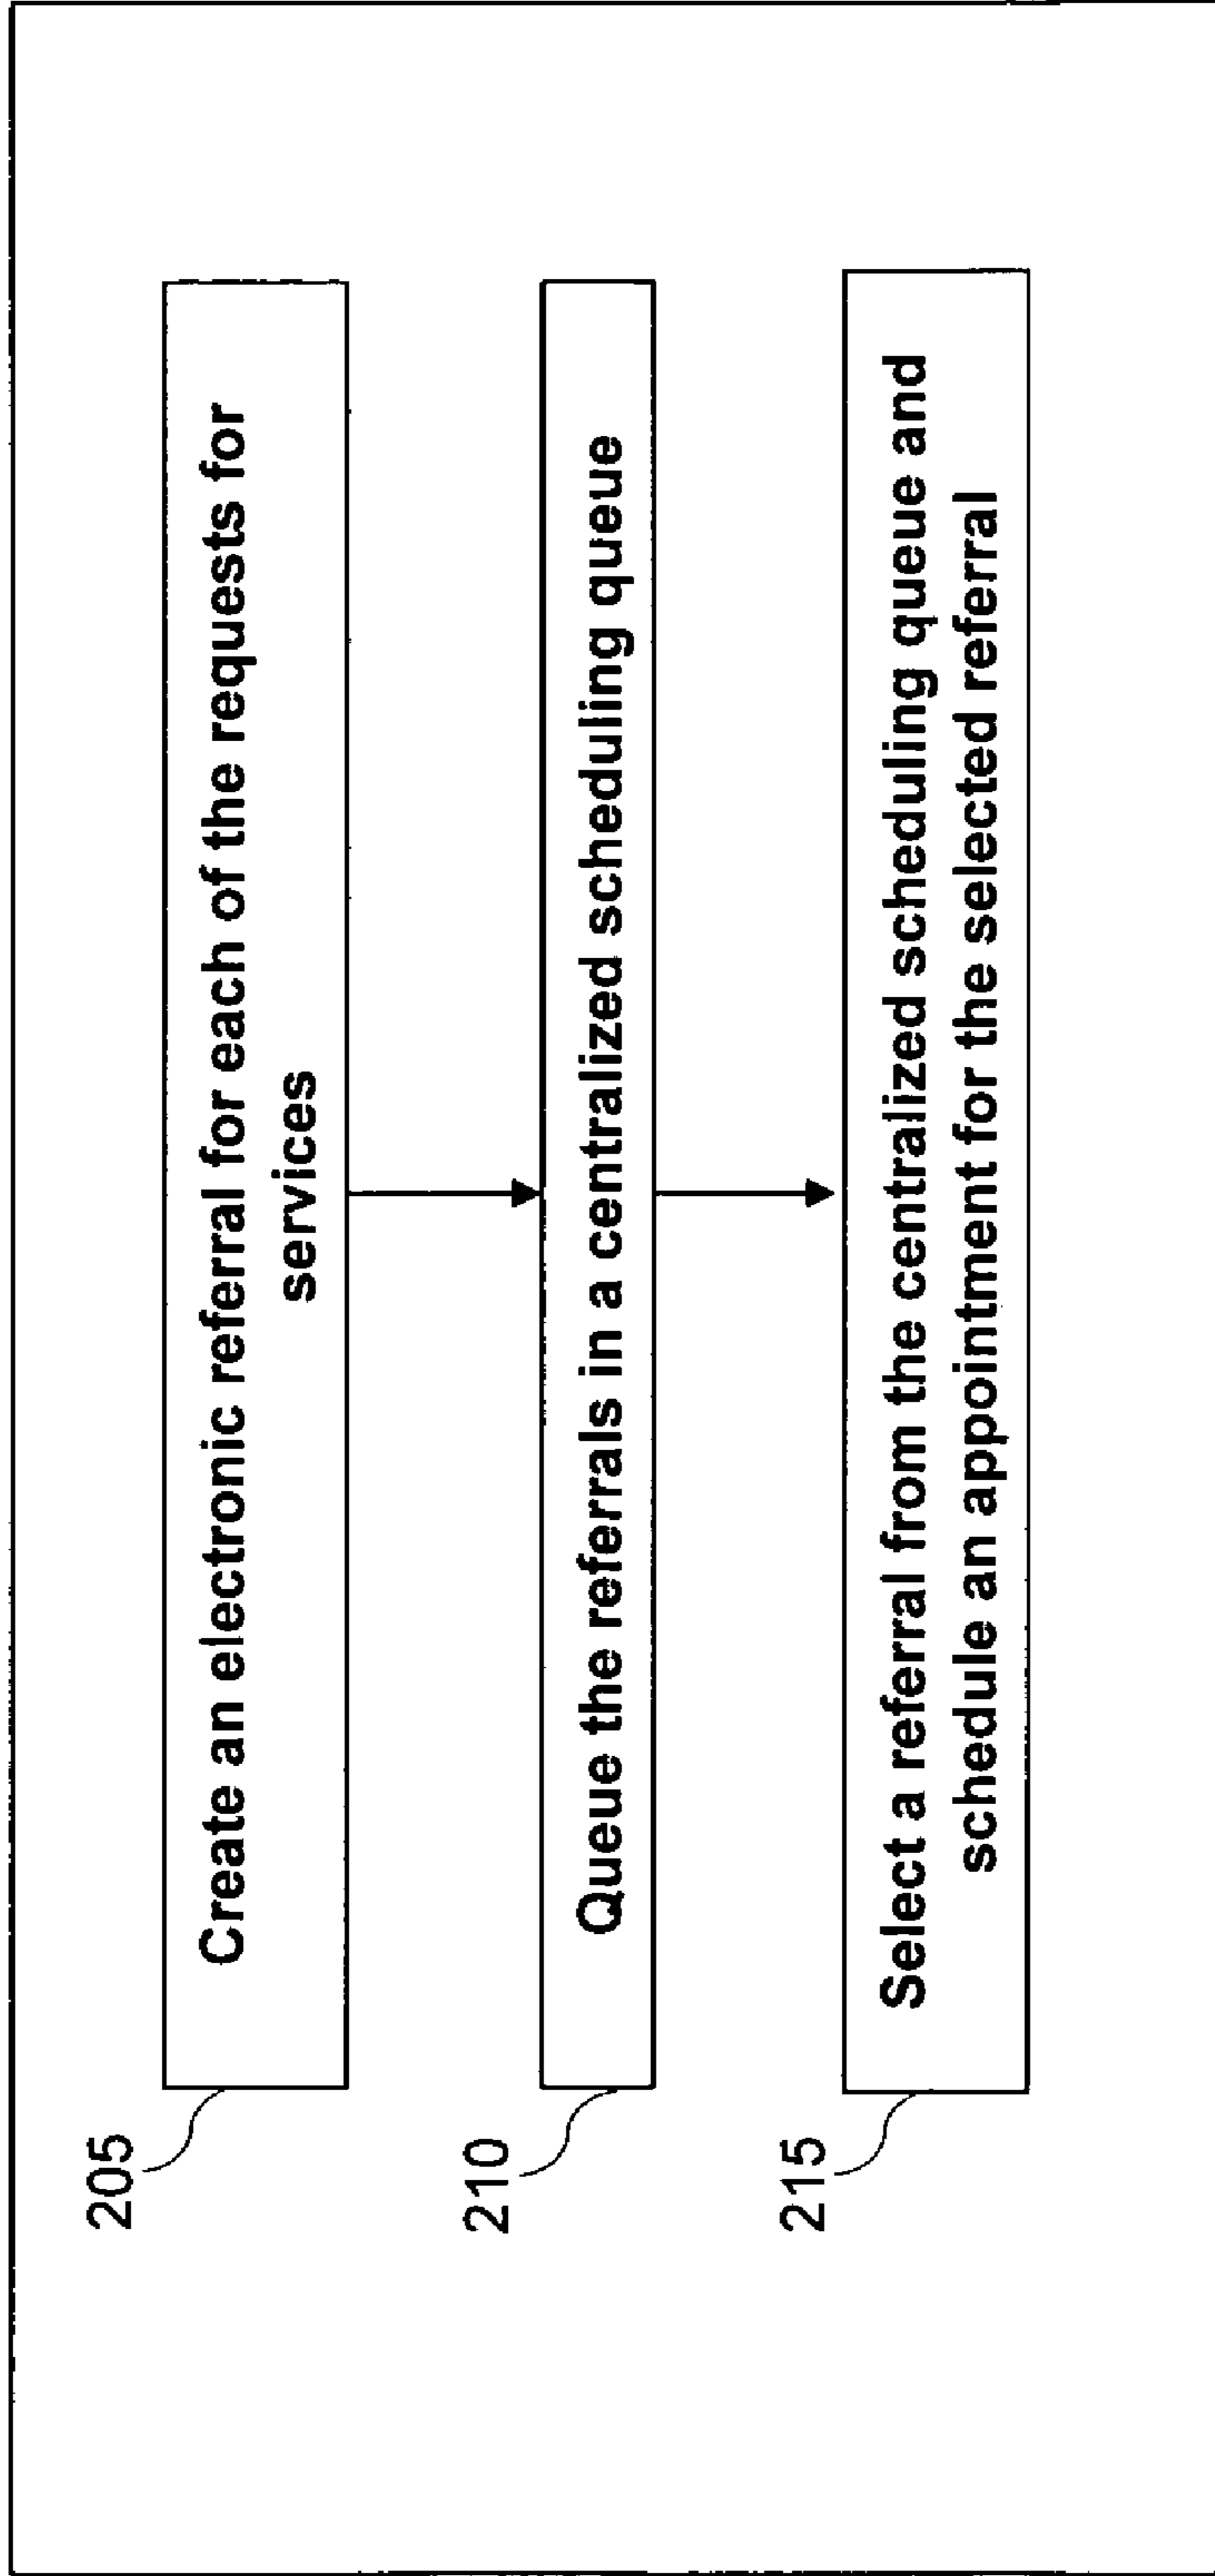 205
Create an electronic referral for each of the requests for
services
210
Queue the referrals in a centralized scheduling queue
215
Select a referral from the centralized scheduling queue and
schedule an appointment for the selected referral